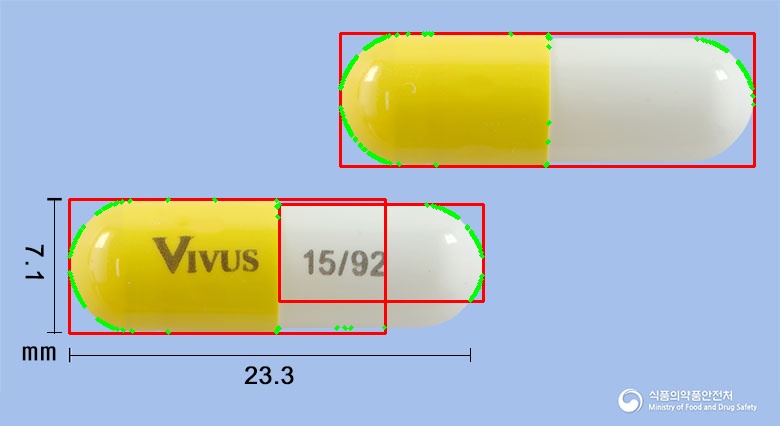 VIVUS 15/92
7.1
mm
23.3
식품의약품안전처
Ministry of Food and Drug Safety